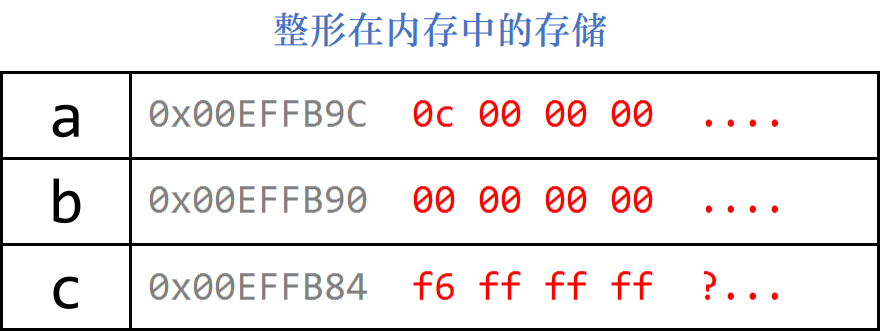 整形在内存中的存储
a 0x00EFFB9C 0c 00 00 00 ....
b 0x00EFFB90 00 00 00 00 ....
c 0x00EFFB84 f6 ff ff ff ?...